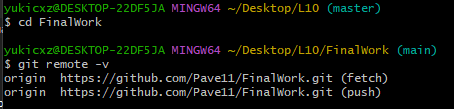 yukicxz@DESKTOP-22DF5JA MINGW64 ~/Desktop/L10 (master)
$ cd FinalWork
yukicxz@DESKTOP-22DF5JA MINGW64 ~/Desktop/L10/FinalWork (main)
$ git remote -v
origin  https://github.com/Pave11/FinalWork.git (fetch)
origin  https://github.com/Pave11/FinalWork.git (push)